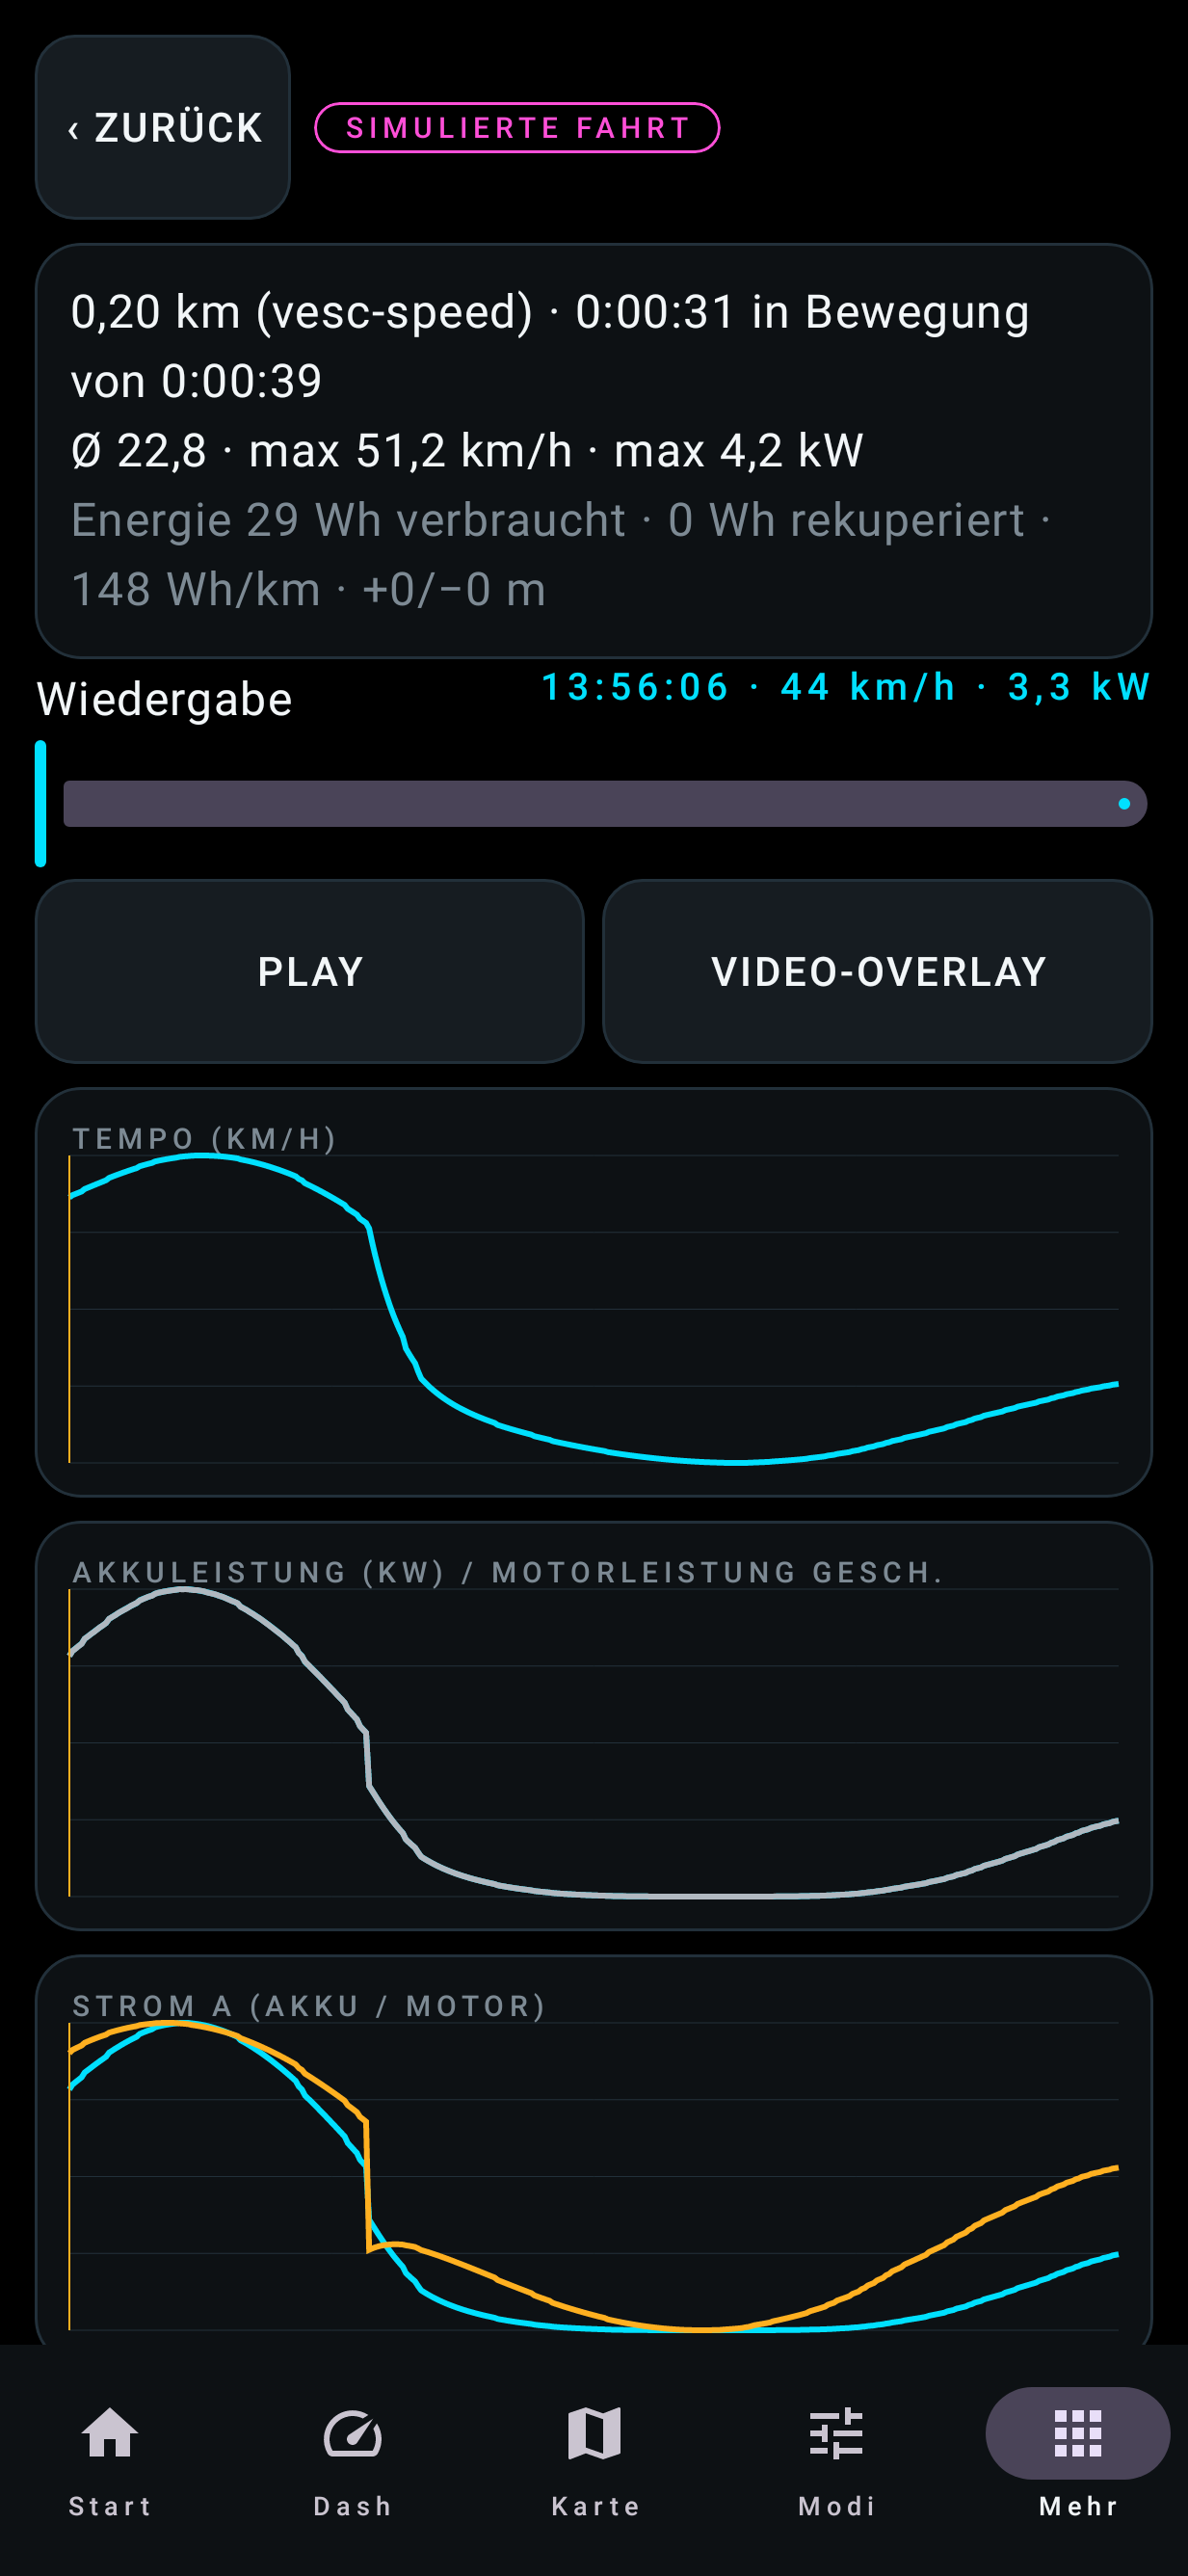 ‹ ZURÜCK
SIMULIERTE FAHRT
0,20 km (vesc-speed) · 0:00:31 in Bewegung
von 0:00:39
Ø 22,8 · max 51,2 km/h · max 4,2 kW
Energie 29 Wh verbraucht · 0 Wh rekuperiert ·
148 Wh/km · +0/−0 m
Wiedergabe
13:56:06 · 44 km/h · 3,3 kW
PLAY
VIDEO-OVERLAY
TEMPO (KM/H)
AKKULEISTUNG (KW) / MOTORLEISTUNG GESCH.
STROM A (AKKU / MOTOR)
Start
Dash
Karte
Modi
Mehr